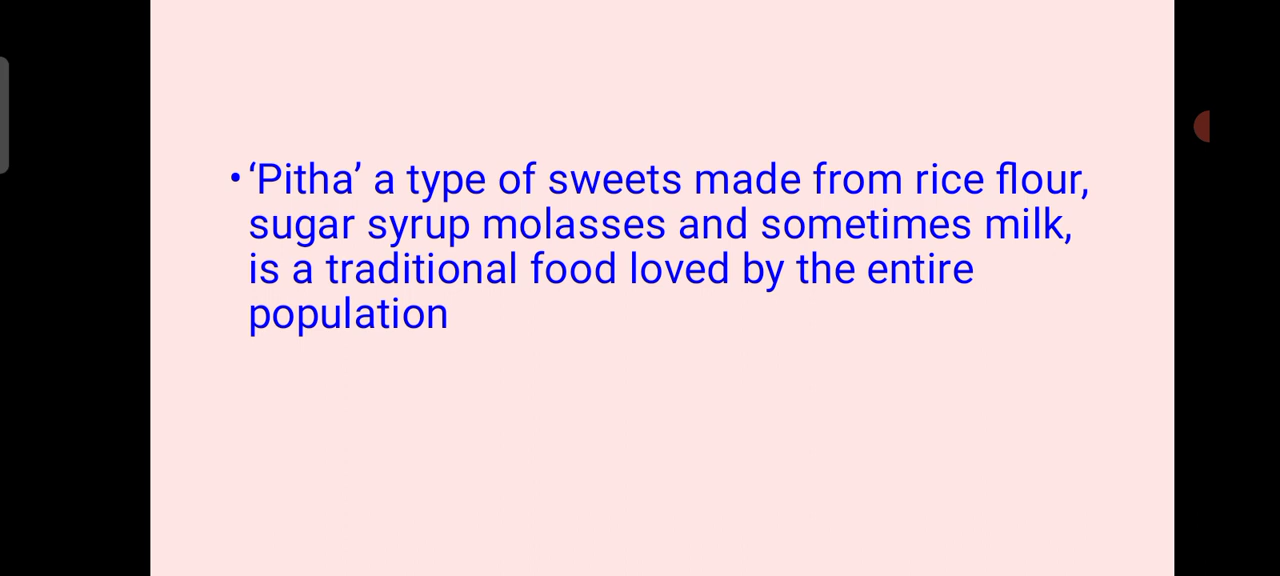 • ‘Pitha’ a type of sweets made from rice flour,
sugar syrup molasses and sometimes milk,
is a traditional food loved by the entire
population